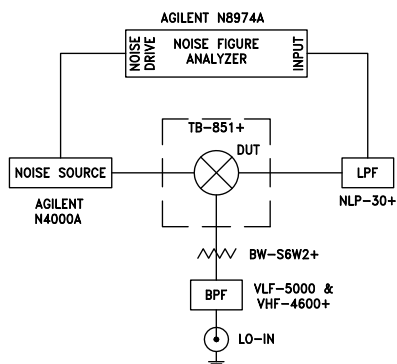 AGILENT N8974A
NOISE DRIVE
NOISE FIGURE
ANALYZER
INPUT
TB-851+
DUT
NOISE SOURCE
AGILENT
N4000A
LPF
NLP-30+
BW-S6W2+
BPF
VLF-5000 &
VHF-4600+
LO-IN